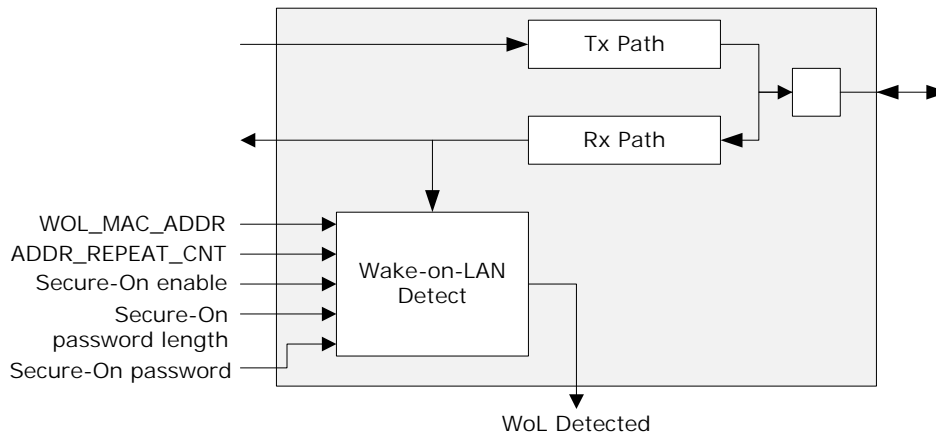 Tx Path
Rx Path
WOL_MAC_ADDR
ADDR_REPEAT_CNT
Secure-On enable
Secure-On
password length
Secure-On password
Wake-on-LAN
Detect
WoL Detected